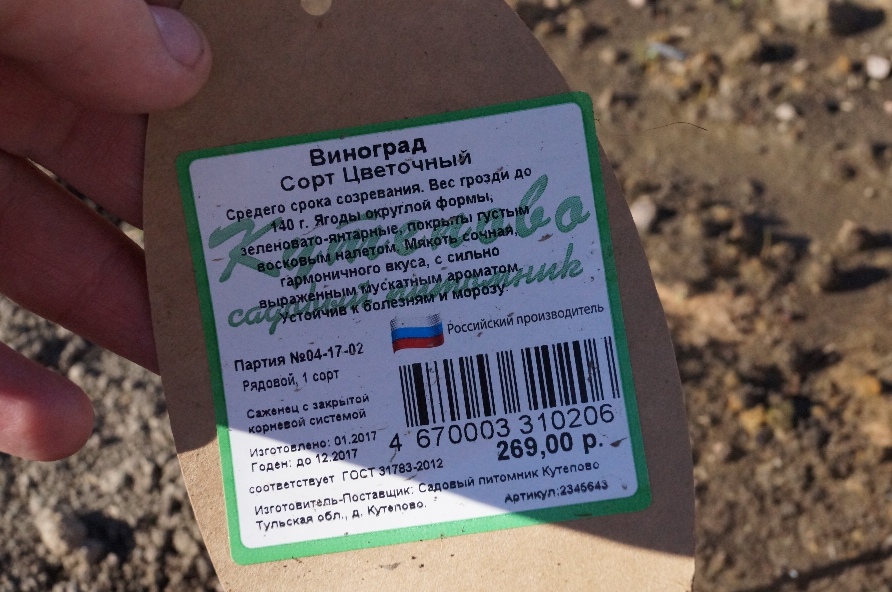 Виноград
Сорт Цветочный
Средего срока созревания. Вес грозди до
140 г. Ягоды округлой формы,
зеленовато-янтарные, покрыты густым
восковым налетом. Мякоть сочная,
гармоничного вкуса, с сильно
выраженным мускатным ароматом.
Устойчив к болезням и морозу
Кутепово
садовый питомник
Российский производитель
Партия №04-17-02
Рядовой, 1 сорт
Саженец с закрытой
корневой системой
Изготовлено: 01.2017
Годен: до 12.2017
4 670003 310206
269,00 р.
соответствует ГОСТ 31783-2012
Изготовитель-Поставщик: Садовый питомник Кутепово
Тульская обл., д. Кутепово.
Артикул:2345643